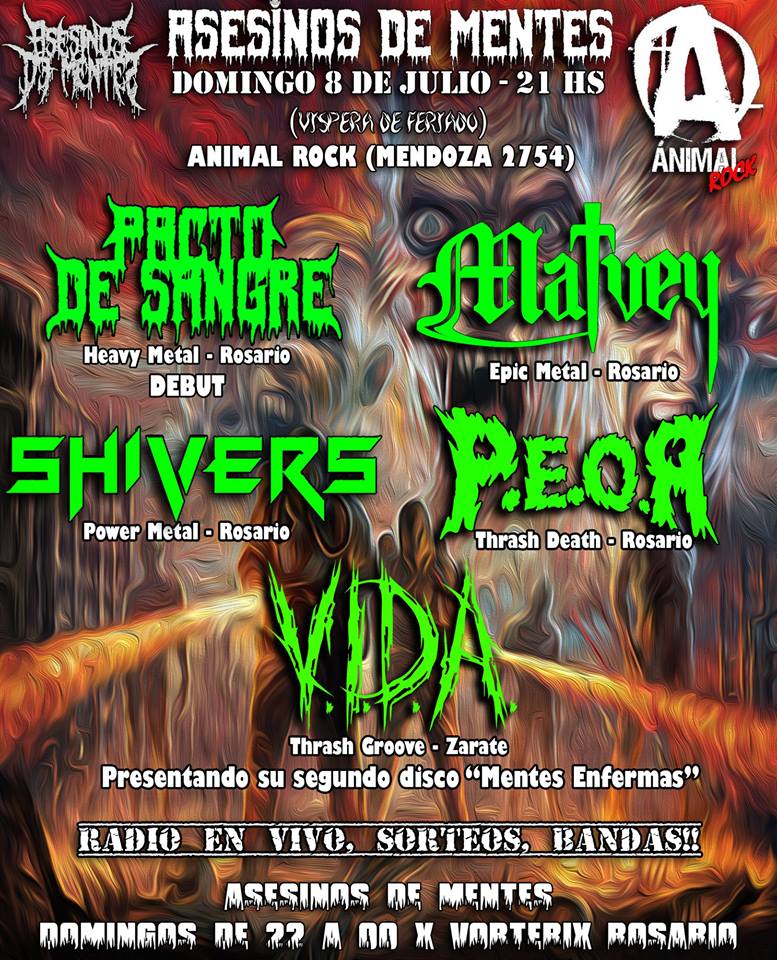 ASESINOS DE MENTES
ASESINOS DE MENTES
DOMINGO 8 DE JULIO - 21 HS
(VISPERA DE FERIADO)
ANIMAL ROCK (MENDOZA 2754)
A
ÁNIMAL
ROCK
PACTO
DE SANGRE
Heavy Metal - Rosario
DEBUT
Matvey
Epic Metal - Rosario
SHIVERS
Power Metal - Rosario
P.E.O.R
Thrash Death - Rosario
V.I.D.A.
Thrash Groove - Zarate
Presentando su segundo disco “Mentes Enfermas”
RADIO EN VIVO, SORTEOS, BANDAS!!
ASESINOS DE MENTES
DOMINGOS DE 22 A 00 X VORTERIX ROSARIO